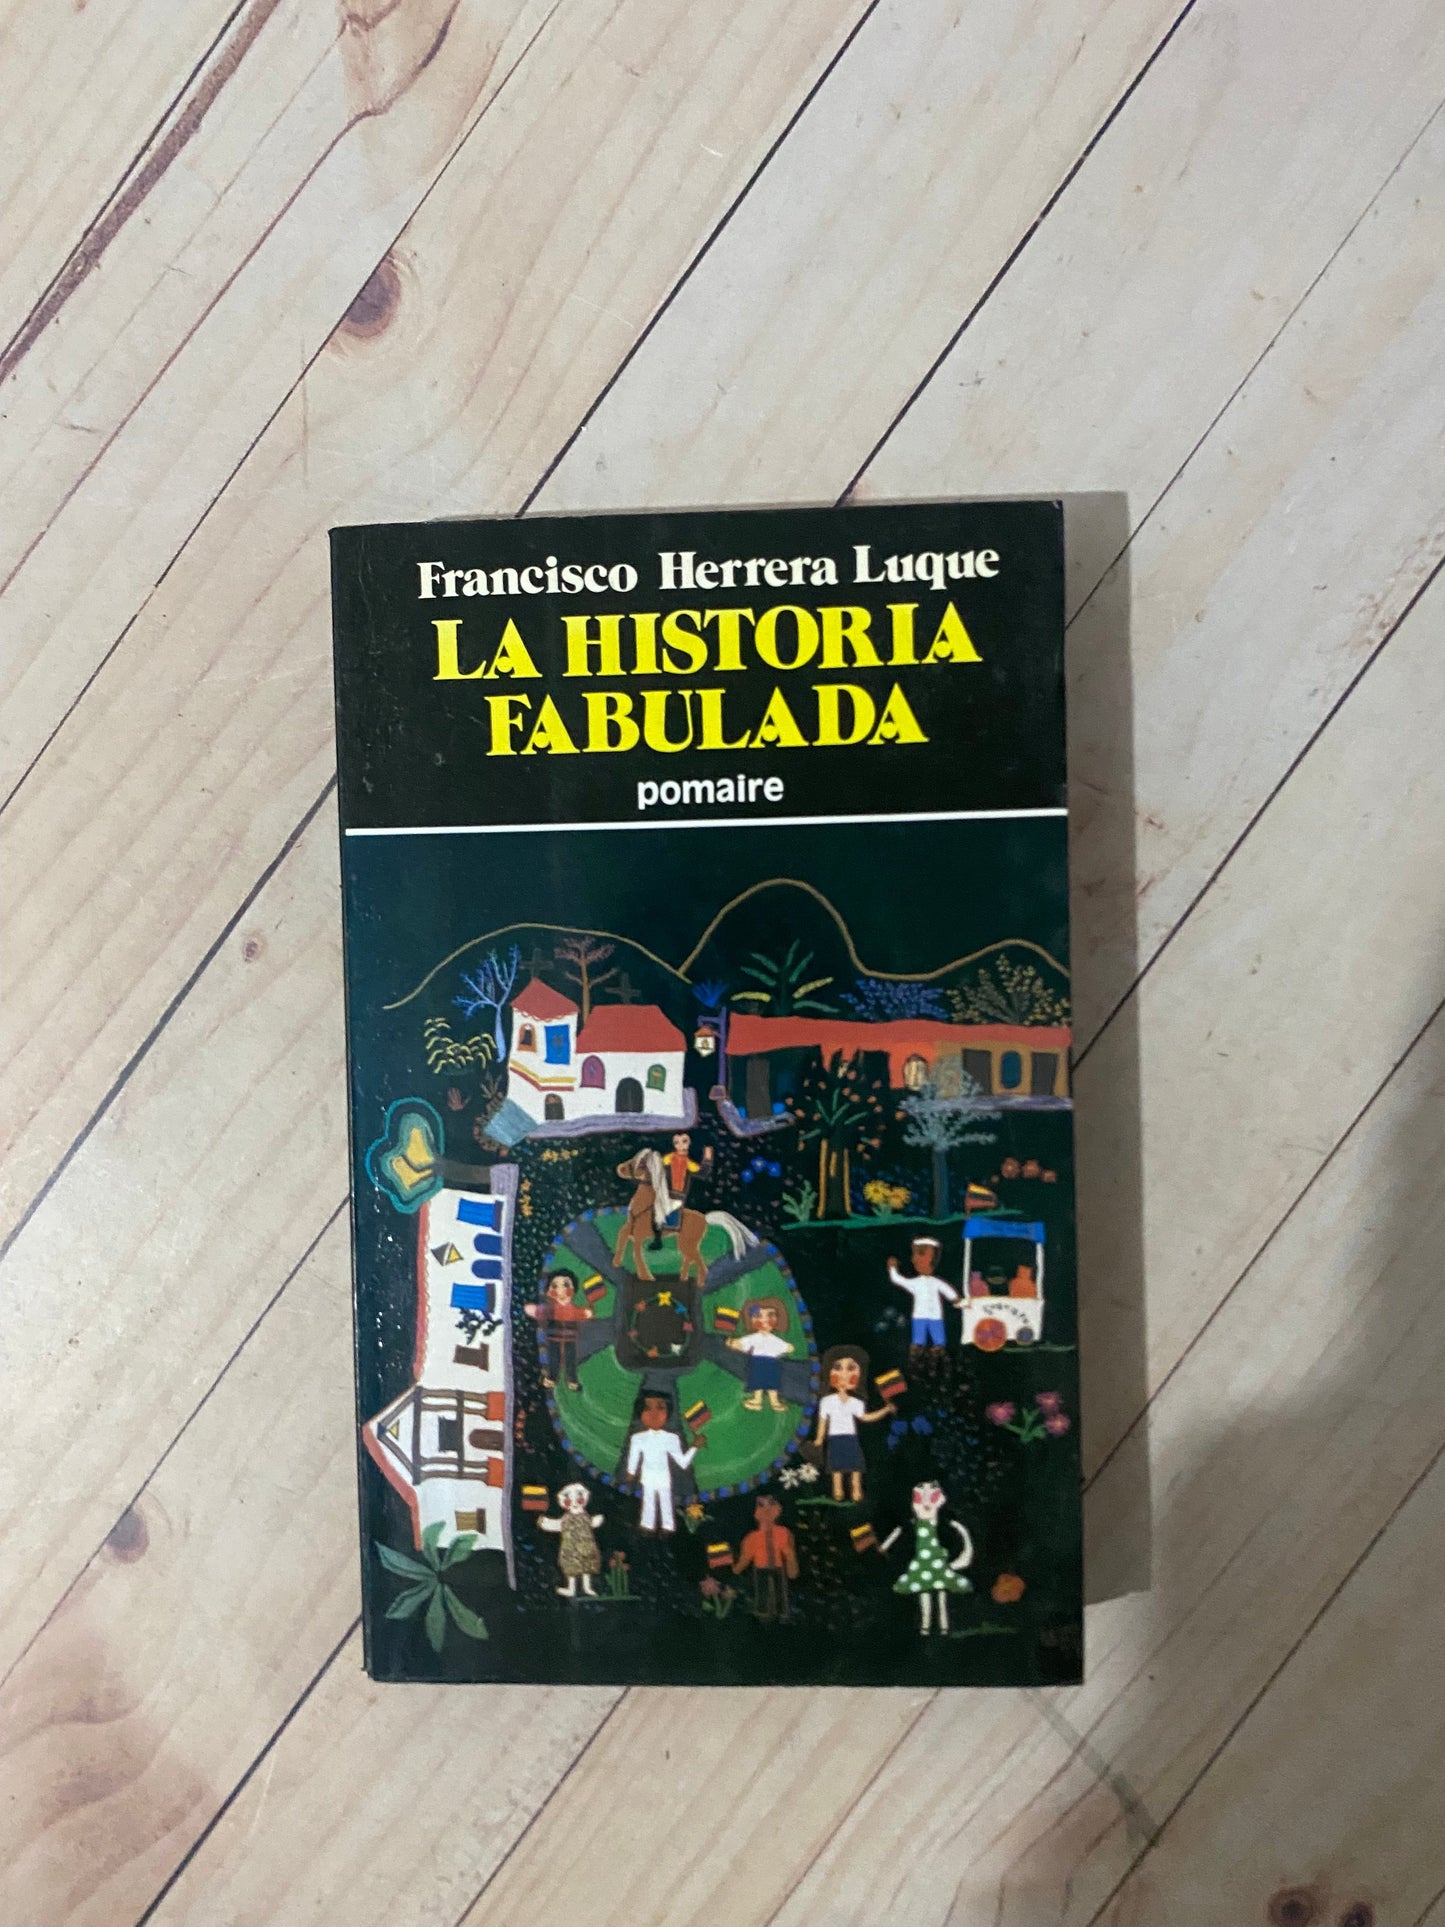 Francisco Herrera Luque
LA HISTORIA
FABULADA
pomaire